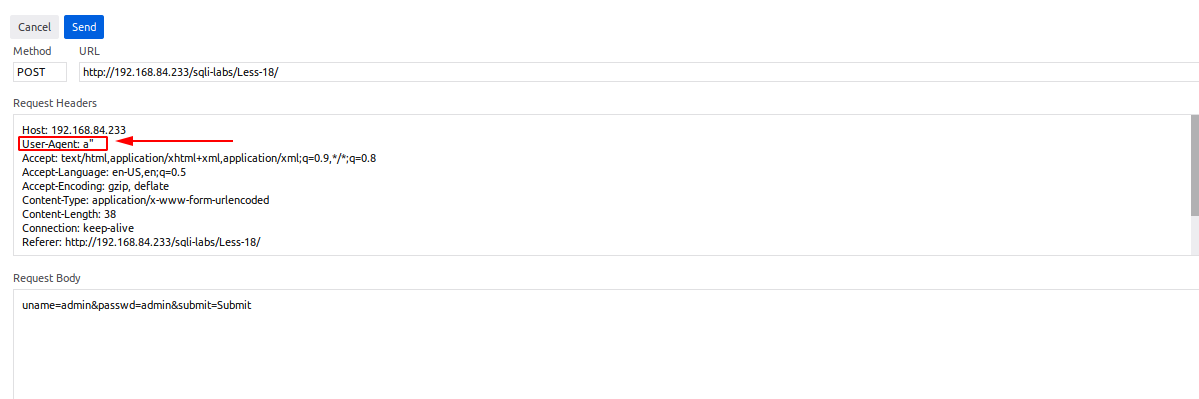 Cancel Send
Method URL
POST http://192.168.84.233/sqli-labs/Less-18/
Request Headers
Host: 192.168.84.233
User-Agent: a"
Accept: text/html,application/xhtml+xml,application/xml;q=0.9,*/*;q=0.8
Accept-Language: en-US,en;q=0.5
Accept-Encoding: gzip, deflate
Content-Type: application/x-www-form-urlencoded
Content-Length: 38
Connection: keep-alive
Referer: http://192.168.84.233/sqli-labs/Less-18/
Request Body
uname=admin&passwd=admin&submit=Submit